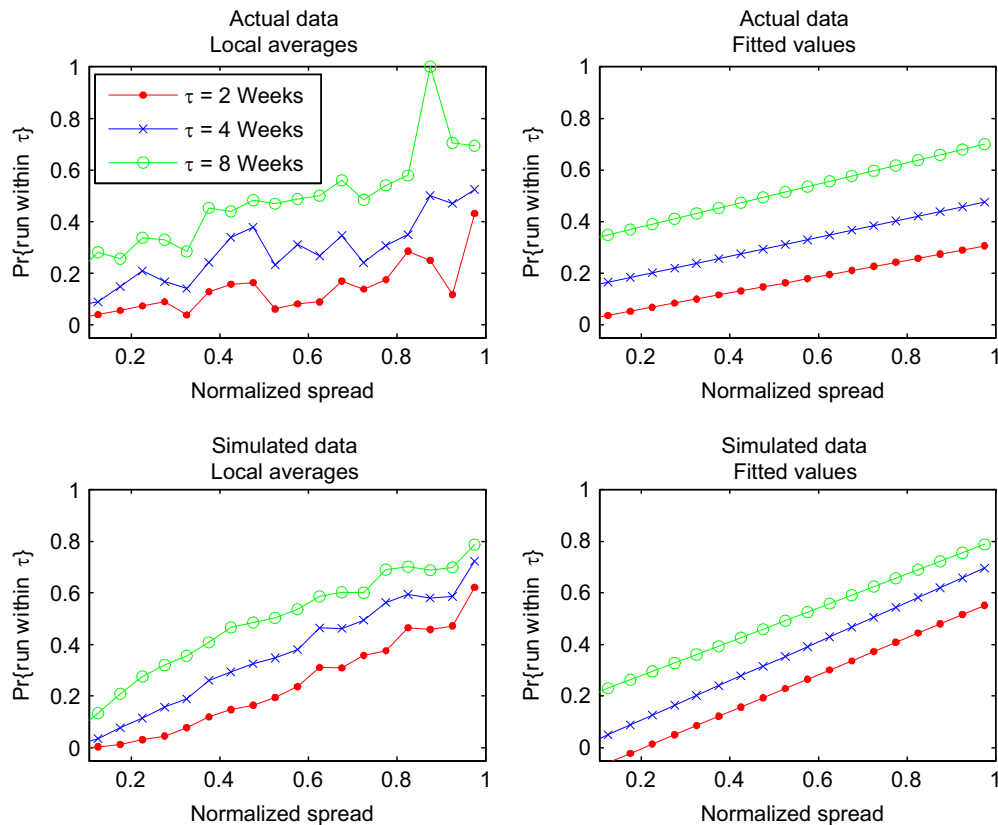 Actual data
Local averages
Pr{run within τ}
1
0.8
0.6
0.4
0.2
0
τ = 2 Weeks
τ = 4 Weeks
τ = 8 Weeks
0.2
0.4
0.6
0.8
1
Normalized spread
Actual data
Fitted values
Pr{run within τ}
1
0.8
0.6
0.4
0.2
0
0.2
0.4
0.6
0.8
1
Normalized spread
Simulated data
Local averages
Pr{run within τ}
1
0.8
0.6
0.4
0.2
0
0.2
0.4
0.6
0.8
1
Normalized spread
Simulated data
Fitted values
Pr{run within τ}
1
0.8
0.6
0.4
0.2
0
0.2
0.4
0.6
0.8
1
Normalized spread